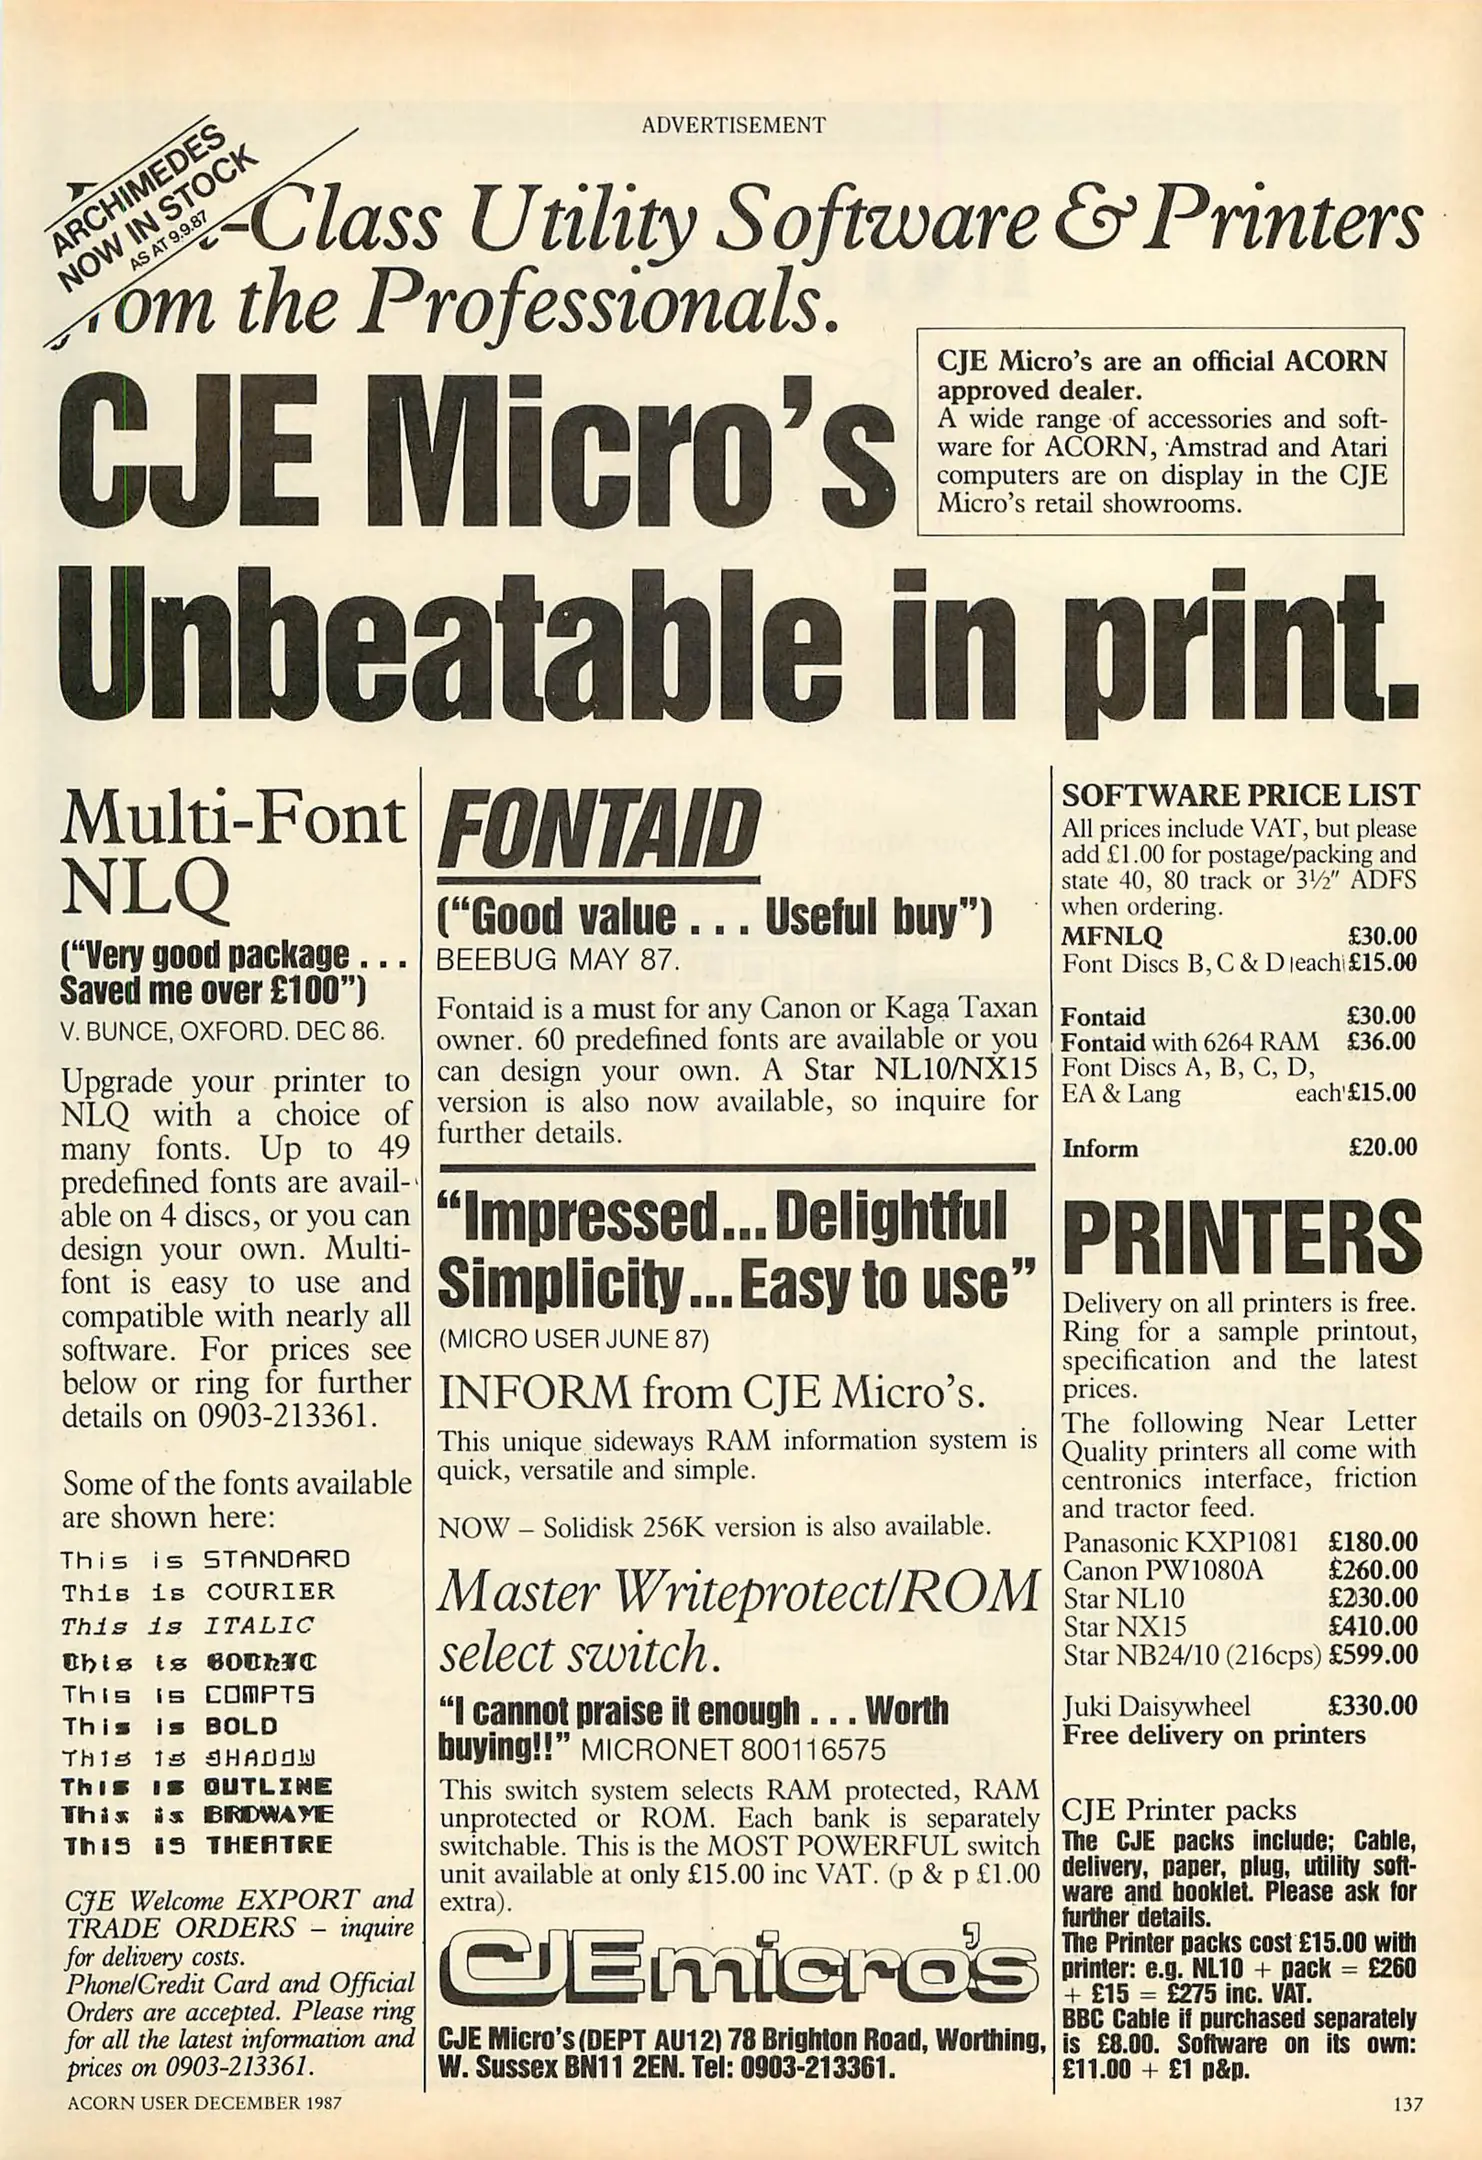 ADVERTISEMENT
ARCHIMEDES
NOW IN STOCK
AS AT 9.9.87
-Class Utility Software & Printers
om the Professionals.
CJE Micro's
Unbeatable in print.
CJE Micro's are an official ACORN
approved dealer.
A wide range of accessories and soft-
ware for ACORN, Amstrad and Atari
computers are on display in the CJE
Micro's retail showrooms.
Multi-Font
NLQ
("Very good package . . .
Saved me over £100")
V. BUNCE, OXFORD. DEC 86.
Upgrade your printer to
NLQ with a choice of
many fonts. Up to 49
predefined fonts are avail-
able on 4 discs, or you can
design your own. Multi-
font is easy to use and
compatible with nearly all
software. For prices see
below or ring for further
details on 0903-213361.
Some of the fonts available
are shown here:
This is STANDARD
This is COURIER
This is ITALIC
This is GOTHIC
This is COMPTS
This is BOLD
This is SHADOW
This is OUTLINE
This is BRDWAYE
This is THEATRE
CJE Welcome EXPORT and
TRADE ORDERS – inquire
for delivery costs.
Phone/Credit Card and Official
Orders are accepted. Please ring
for all the latest information and
prices on 0903-213361.
FONTAID
("Good value . . . Useful buy")
BEEBUG MAY 87.
Fontaid is a must for any Canon or Kaga Taxan
owner. 60 predefined fonts are available or you
can design your own. A Star NL10/NX15
version is also now available, so inquire for
further details.
"Impressed...Delightful
Simplicity...Easy to use"
(MICRO USER JUNE 87)
INFORM from CJE Micro's.
This unique sideways RAM information system is
quick, versatile and simple.
NOW – Solidisk 256K version is also available.
Master Writeprotect/ROM
select switch.
"I cannot praise it enough . . . Worth
buying!!" MICRONET 800116575
This switch system selects RAM protected, RAM
unprotected or ROM. Each bank is separately
switchable. This is the MOST POWERFUL switch
unit available at only £15.00 inc VAT. (p & p £1.00
extra).
CJE micro's
CJE Micro's (DEPT AU12) 78 Brighton Road, Worthing,
W. Sussex BN11 2EN. Tel: 0903-213361.
SOFTWARE PRICE LIST
All prices include VAT, but please
add £1.00 for postage/packing and
state 40, 80 track or 3½" ADFS
when ordering.
MFNLQ £30.00
Font Discs B, C & D (each) £15.00
Fontaid £30.00
Fontaid with 6264 RAM £36.00
Font Discs A, B, C, D,
EA & Lang each £15.00
Inform £20.00
PRINTERS
Delivery on all printers is free.
Ring for a sample printout,
specification and the latest
prices.
The following Near Letter
Quality printers all come with
centronics interface, friction
and tractor feed.
Panasonic KXP1081 £180.00
Canon PW1080A £260.00
Star NL10 £230.00
Star NX15 £410.00
Star NB24/10 (216cps) £599.00
Juki Daisywheel £330.00
Free delivery on printers
CJE Printer packs
The CJE packs include; Cable,
delivery, paper, plug, utility soft-
ware and booklet. Please ask for
further details.
The Printer packs cost £15.00 with
printer: e.g. NL10 + pack = £260
+ £15 = £275 inc. VAT.
BBC Cable if purchased separately
is £8.00. Software on its own:
£11.00 + £1 p&p.
ACORN USER DECEMBER 1987
137